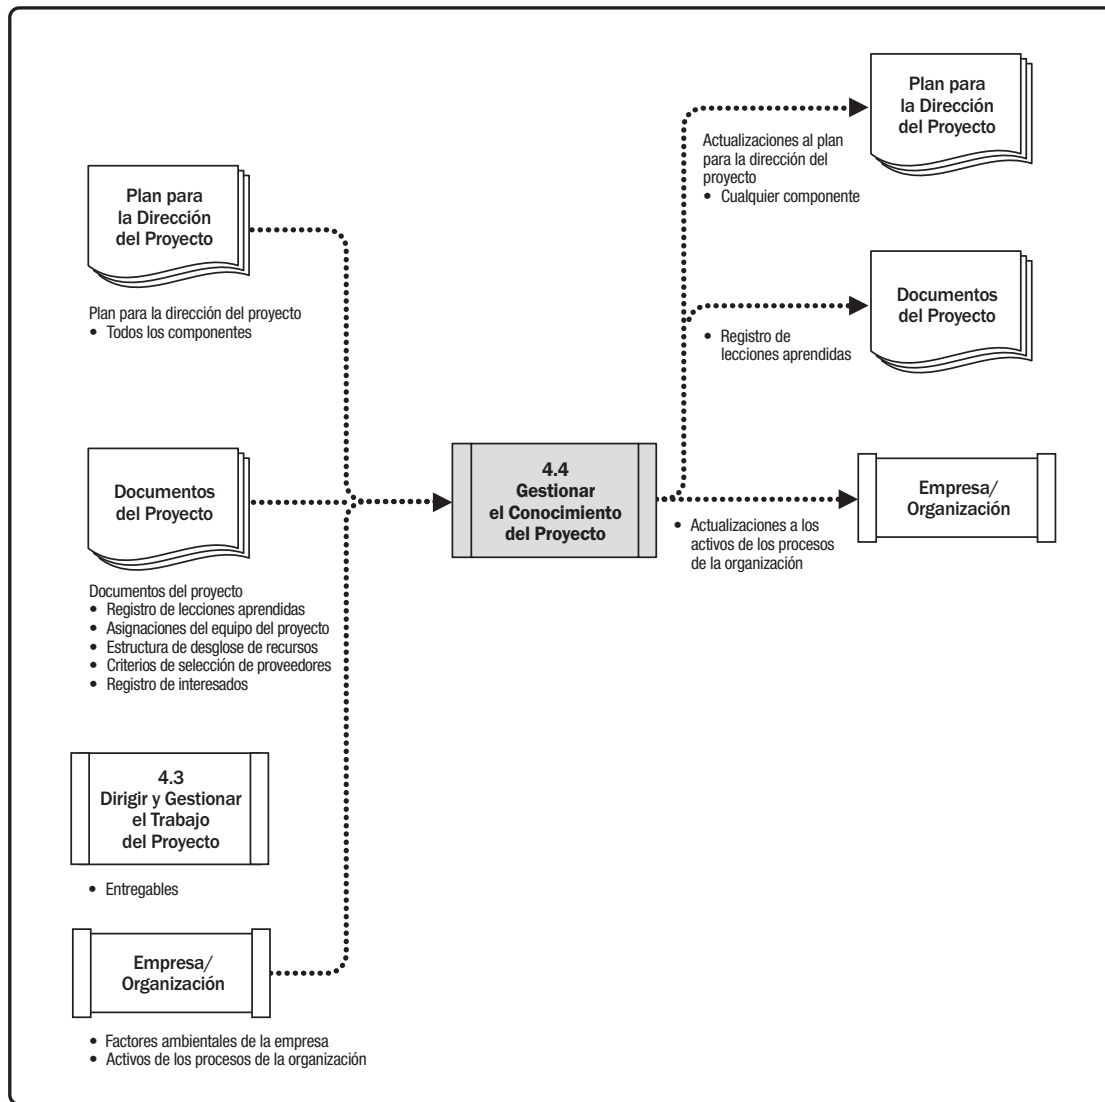 Plan para
la Dirección
del Proyecto
Plan para la dirección del proyecto
• Todos los componentes
Documentos
del Proyecto
Documentos del proyecto
• Registro de lecciones aprendidas
• Asignaciones del equipo del proyecto
• Estructura de desglose de recursos
• Criterios de selección de proveedores
• Registro de interesados
4.3
Dirigir y Gestionar
el Trabajo
del Proyecto
• Entregables
Empresa/
Organización
• Factores ambientales de la empresa
• Activos de los procesos de la organización
4.4
Gestionar
el Conocimiento
del Proyecto
Plan para
la Dirección
del Proyecto
Actualizaciones al plan
para la dirección del
proyecto
• Cualquier componente
Documentos
del Proyecto
• Registro de
lecciones aprendidas
Empresa/
Organización
• Actualizaciones a los
activos de los procesos
de la organización